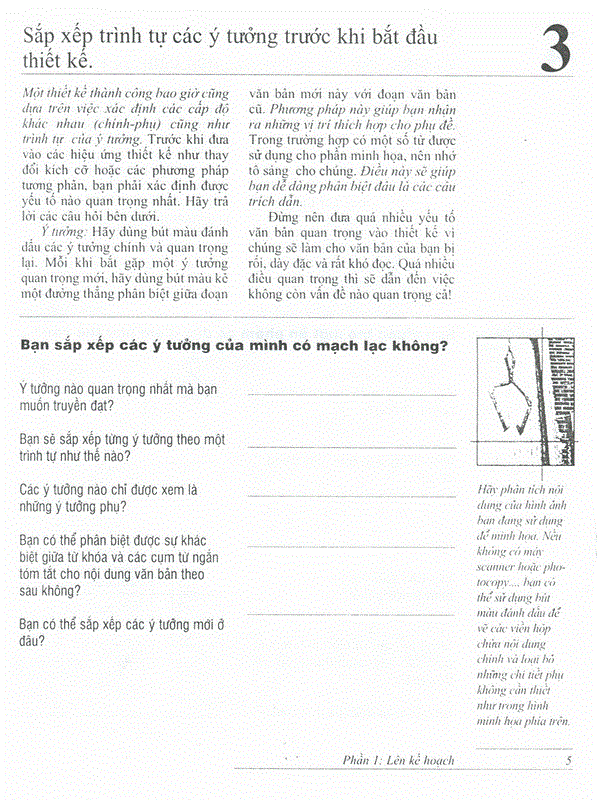 Sắp xếp trình tự các ý tưởng trước khi bắt đầu
thiết kế.
3
Một thiết kế thành công bao giờ cũng
dựa trên việc xác định các cấp độ
khác nhau (chính-phụ) cũng như
trình tự của ý tưởng. Trước khi đưa
vào các hiệu ứng thiết kế như thay
đổi kích cỡ hoặc các phương pháp
tương phản, bạn phải xác định được
yếu tố nào quan trọng nhất. Hãy trả
lời các câu hỏi bên dưới.
Ý tưởng: Hãy dùng bút màu đánh
dấu các ý tưởng chính và quan trọng
lại. Mỗi khi bắt gặp một ý tưởng
quan trọng mới, hãy dùng bút màu kẻ
một đường thẳng phân biệt giữa đoạn
văn bản mới này với đoạn văn bản
cũ. Phương pháp này giúp bạn nhận
ra những vị trí thích hợp cho phụ đề.
Trong trường hợp có một số từ được
sử dụng cho phần minh họa, nên nhớ
tô sáng cho chúng. Điều này sẽ giúp
bạn dễ dàng phân biệt đâu là các câu
trích dẫn.
Đừng nên đưa quá nhiều yếu tố
văn bản quan trọng vào thiết kế vì
chúng sẽ làm cho văn bản của bạn bị
rối, dày đặc và rất khó đọc. Quá nhiều
điều quan trọng thì sẽ dẫn đến việc
không còn vấn đề nào quan trọng cả!
Bạn sắp xếp các ý tưởng của mình có mạch lạc không?
Ý tưởng nào quan trọng nhất mà bạn
muốn truyền đạt?
Bạn sẽ sắp xếp từng ý tưởng theo một
trình tự như thế nào?
Các ý tưởng nào chỉ được xem là
những ý tưởng phụ?
Bạn có thể phân biệt được sự khác
biệt giữa từ khóa và các cụm từ ngắn
tóm tắt cho nội dung văn bản theo
sau không?
Bạn có thể sắp xếp các ý tưởng mới ở
đâu?
Hãy phân tích nội
dung của hình ảnh
bạn đang sử dụng
để minh họa. Nếu
không có máy
scanner hoặc pho-
tocopy..., bạn có
thể sử dụng bút
màu đánh dấu để
vẽ các viền hộp
chứa nội dung
chính và loại bỏ
những chi tiết phụ
không cần thiết
như trong hình
minh họa phía trên.
Phần 1: Lên kế hoạch
5